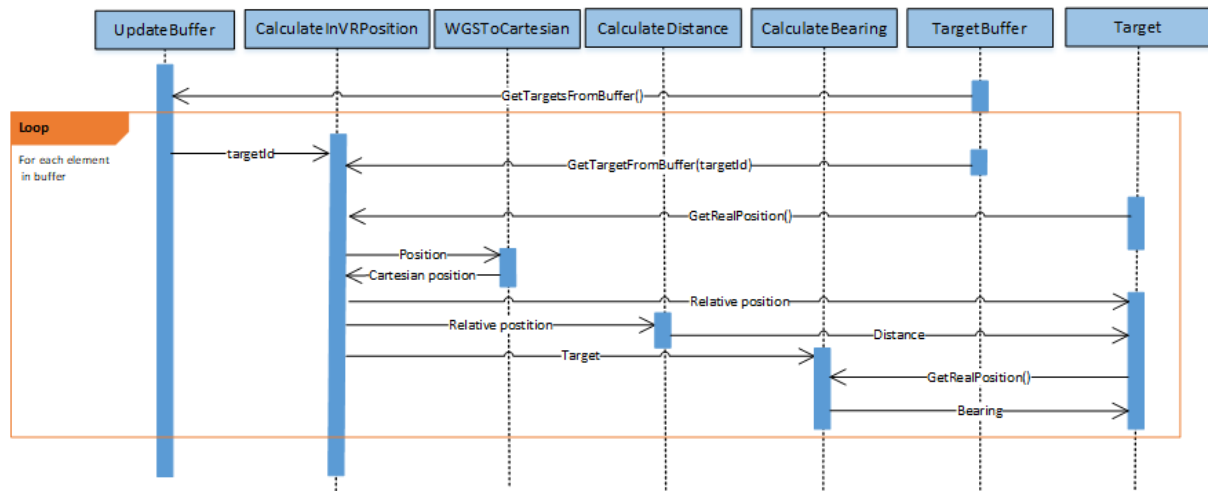 UpdateBuffer
CalculateInVRPosition
WGSToCartesian
CalculateDistance
CalculateBearing
TargetBuffer
Target
GetTargetsFromBuffer()
Loop
For each element
in buffer
targetId
GetTargetFromBuffer(targetId)
GetRealPosition()
Position
Cartesian position
Relative position
Relative postition
Distance
Target
GetRealPosition()
Bearing